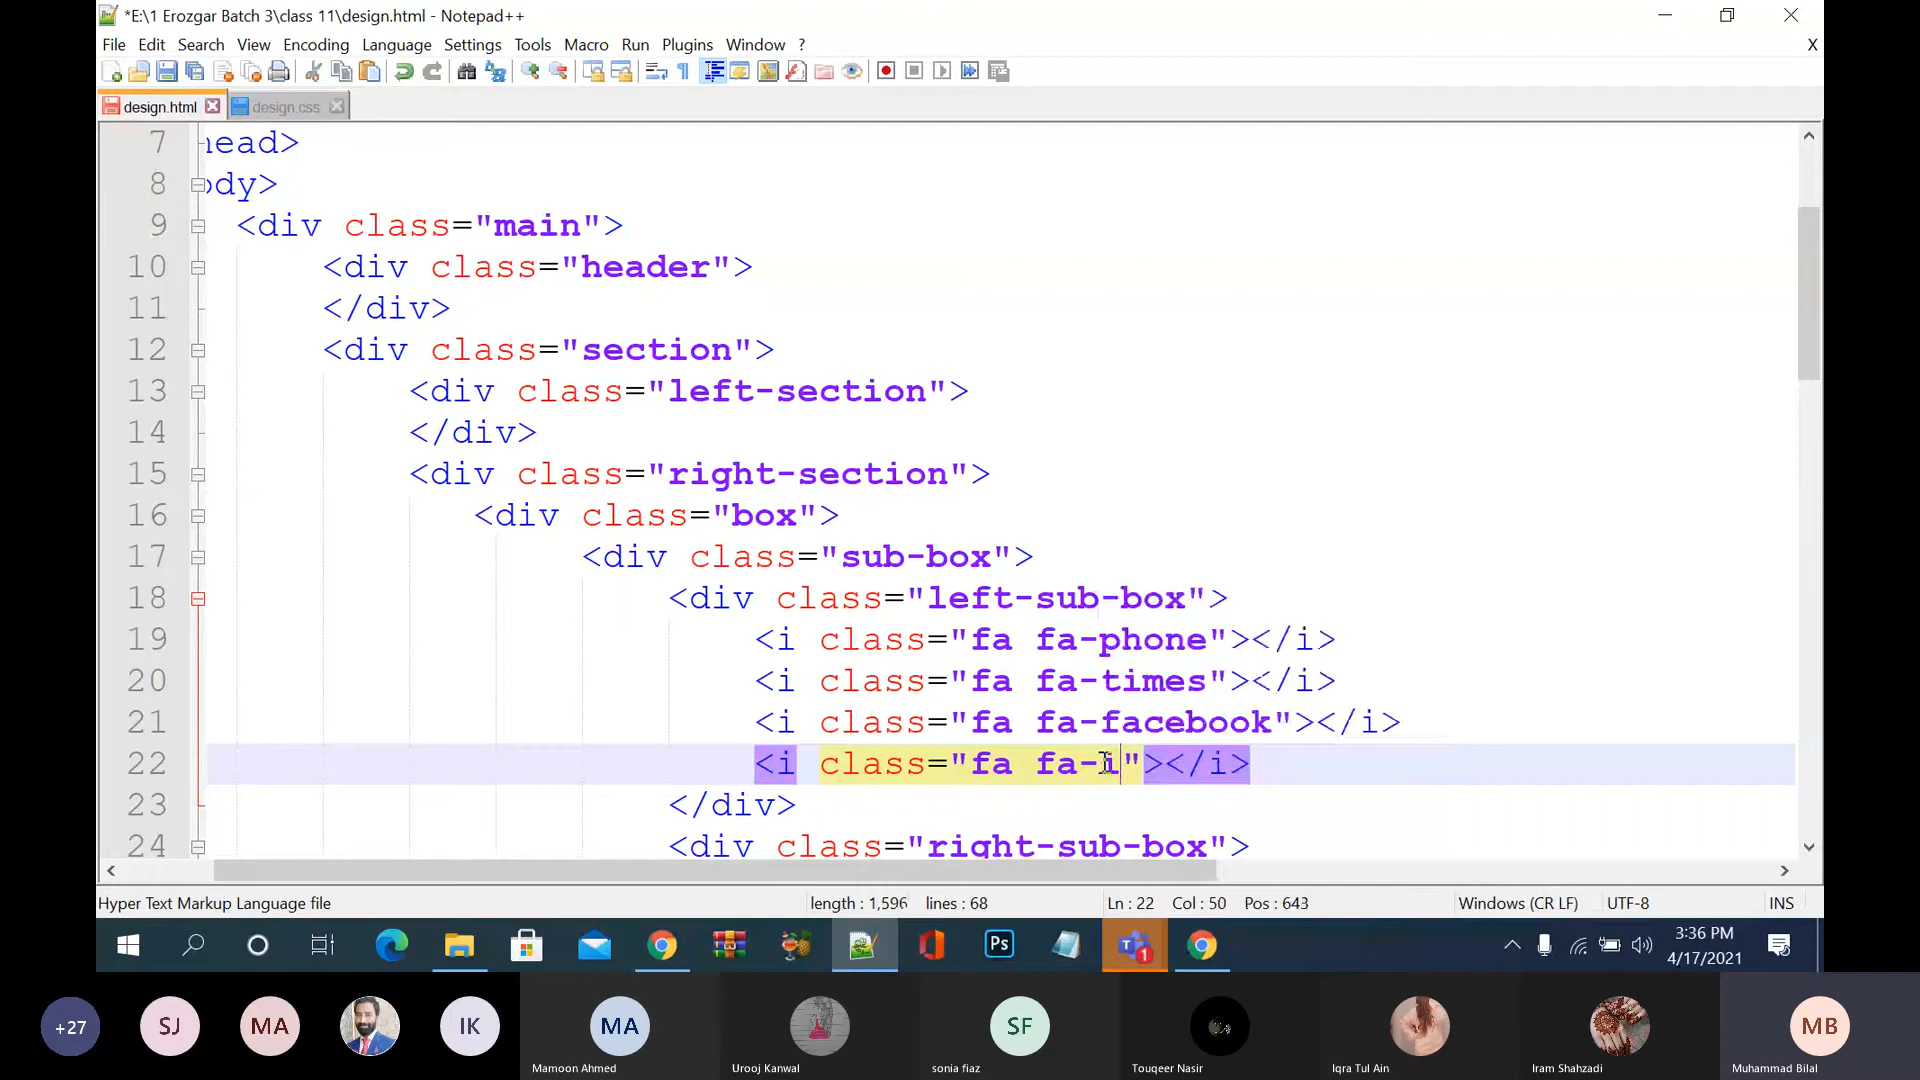 *E:\1 Erozgar Batch 3\class 11\design.html - Notepad++
File Edit Search View Encoding Language Settings Tools Macro Run Plugins Window ? X
design.html design.css
7 head>
8 ody>
9 <div class="main">
10 <div class="header">
11 </div>
12 <div class="section">
13 <div class="left-section">
14 </div>
15 <div class="right-section">
16 <div class="box">
17 <div class="sub-box">
18 <div class="left-sub-box">
19 <i class="fa fa-phone"></i>
20 <i class="fa fa-times"></i>
21 <i class="fa fa-facebook"></i>
22 <i class="fa fa-i"></i>
23 </div>
24 <div class="right-sub-box">
Hyper Text Markup Language file length : 1,596 lines : 68 Ln : 22 Col : 50 Pos : 643 Windows (CR LF) UTF-8 INS
Ps 1 3:36 PM
4/17/2021
+27 SJ MA IK MA SF MB
Mamoon Ahmed Urooj Kanwal sonia fiaz Touqeer Nasir Iqra Tul Ain Iram Shahzadi Muhammad Bilal